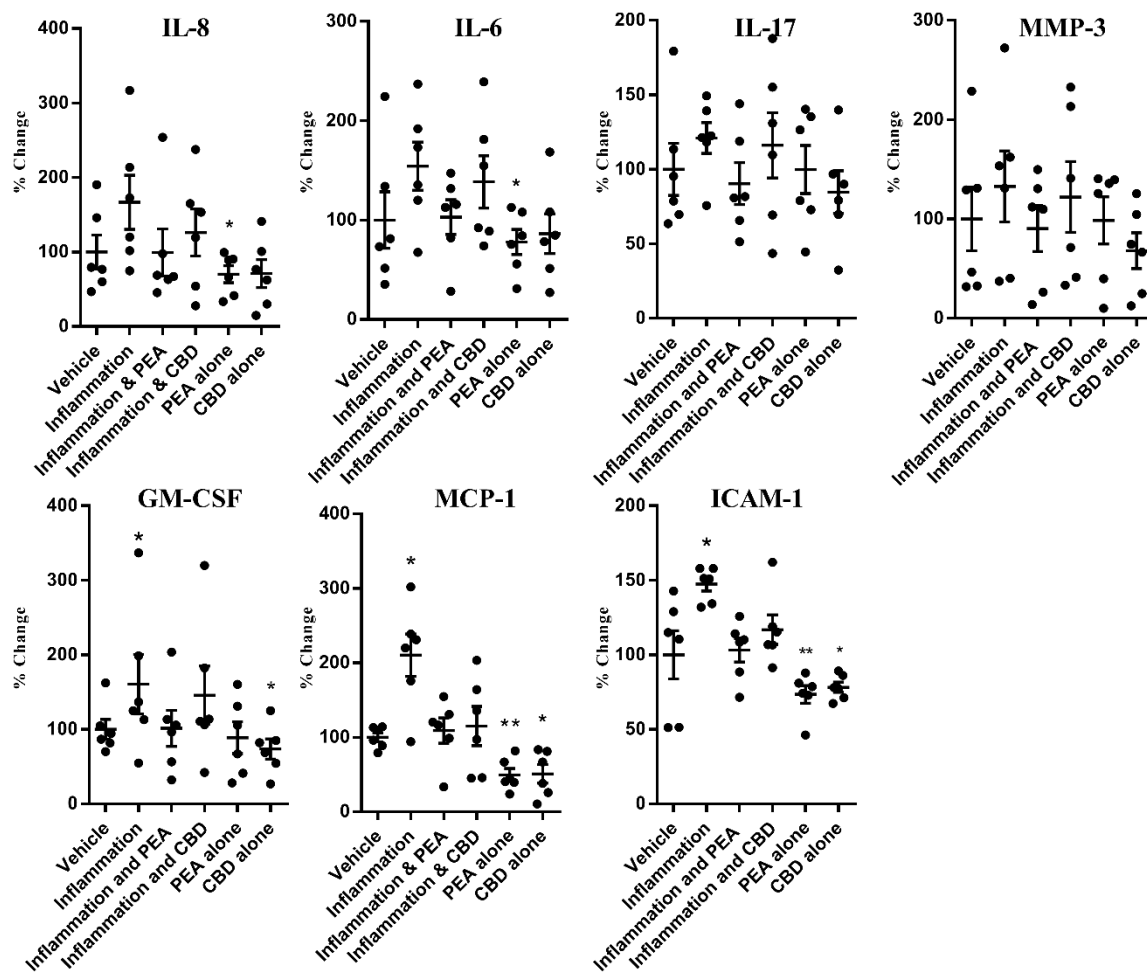 IL-8
% Change
400
300
200
100
0
*
Vehicle
Inflammation
Inflammation & PEA
Inflammation & CBD
PEA alone
CBD alone
IL-6
% Change
300
200
100
0
*
Vehicle
Inflammation
Inflammation and PEA
Inflammation and CBD
PEA alone
CBD alone
IL-17
% Change
200
150
100
50
0
Vehicle
Inflammation
Inflammation and PEA
Inflammation and CBD
PEA alone
CBD alone
MMP-3
% Change
300
200
100
0
Vehicle
Inflammation
Inflammation and PEA
Inflammation and CBD
PEA alone
CBD alone
GM-CSF
% Change
400
300
200
100
0
*
*
Vehicle
Inflammation
Inflammation and PEA
Inflammation and CBD
PEA alone
CBD alone
MCP-1
% Change
400
300
200
100
0
*
**
*
Vehicle
Inflammation
Inflammation & PEA
Inflammation & CBD
PEA alone
CBD alone
ICAM-1
% Change
200
150
100
50
0
*
**
*
Vehicle
Inflammation
Inflammation and PEA
Inflammation and CBD
PEA alone
CBD alone